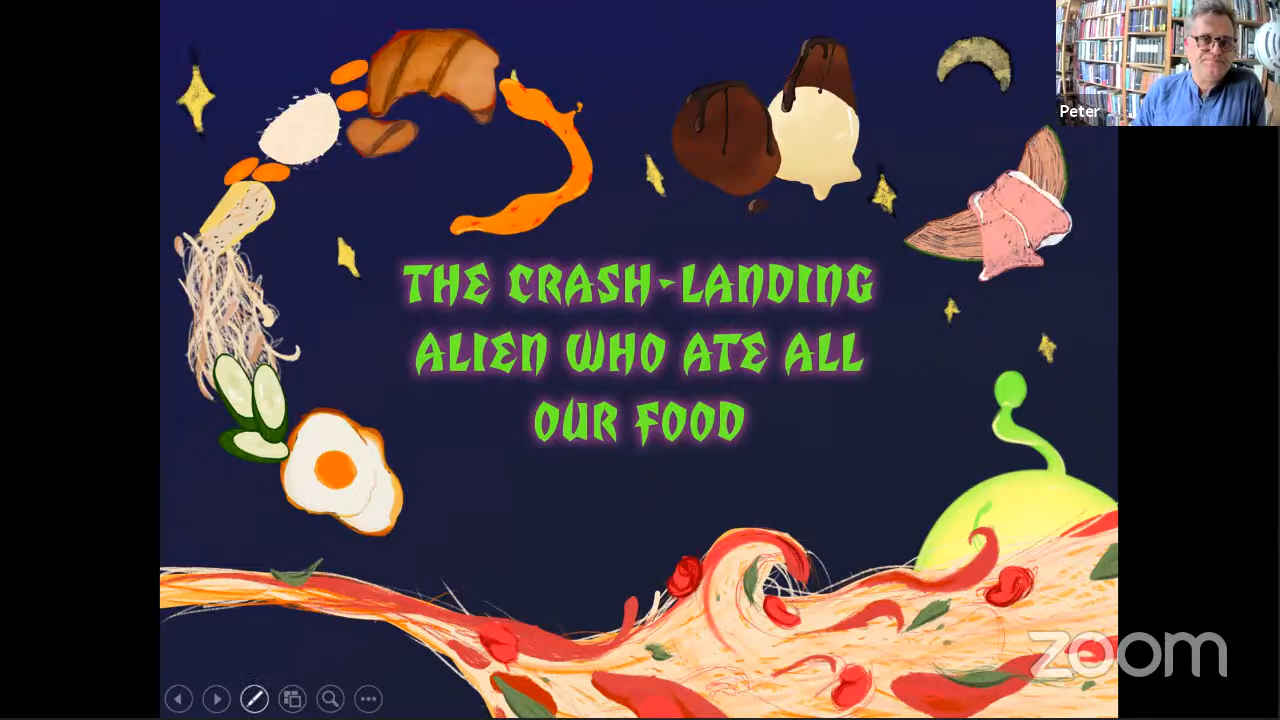 Peter
THE CRASH-LANDING
ALIEN WHO ATE ALL
OUR FOOD
zoom